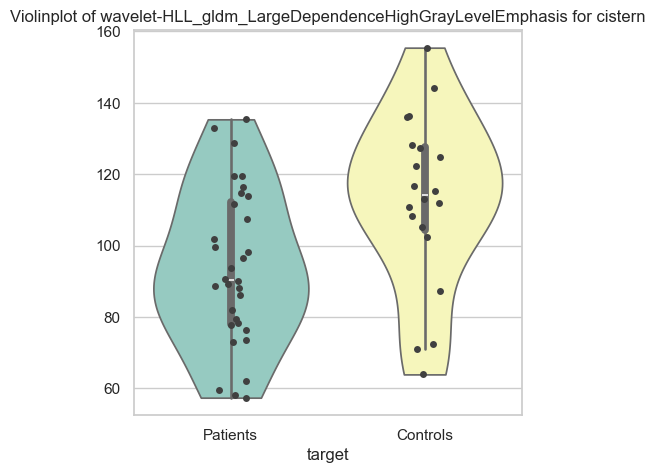 Violinplot of wavelet-HLL_gldm_LargeDependenceHighGrayLevelEmphasis for cistern
160
140
120
100
80
60
Patients
Controls
target